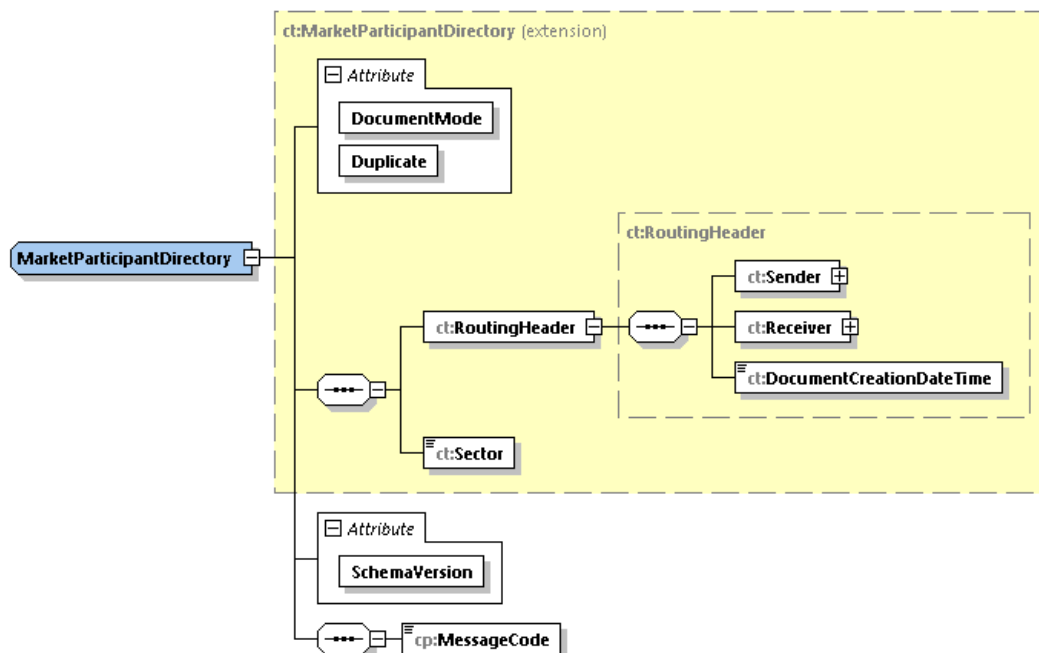 ct:MarketParticipantDirectory (extension)
Attribute
DocumentMode
Duplicate
ct:RoutingHeader
MarketParticipantDirectory
ct:Sender
ct:RoutingHeader
ct:Receiver
ct:DocumentCreationDateTime
ct:Sector
Attribute
SchemaVersion
cp:MessageCode